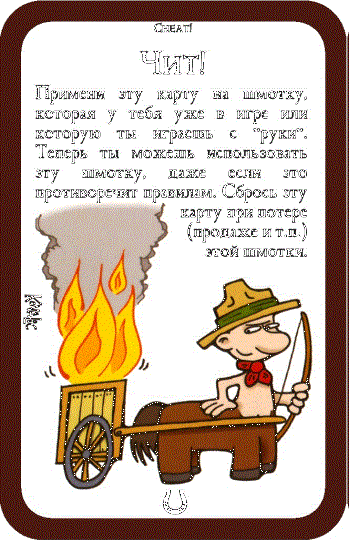 Cheat!
Чит!
Примени эту карту на шмотку,
которая у тебя уже в игре или
которую ты играешь с "руки".
Теперь ты можешь использовать
эту шмотку, даже если это
противоречит правилам. Сбрось эту
карту при потере
(продаже и т.п.)
этой шмотки.